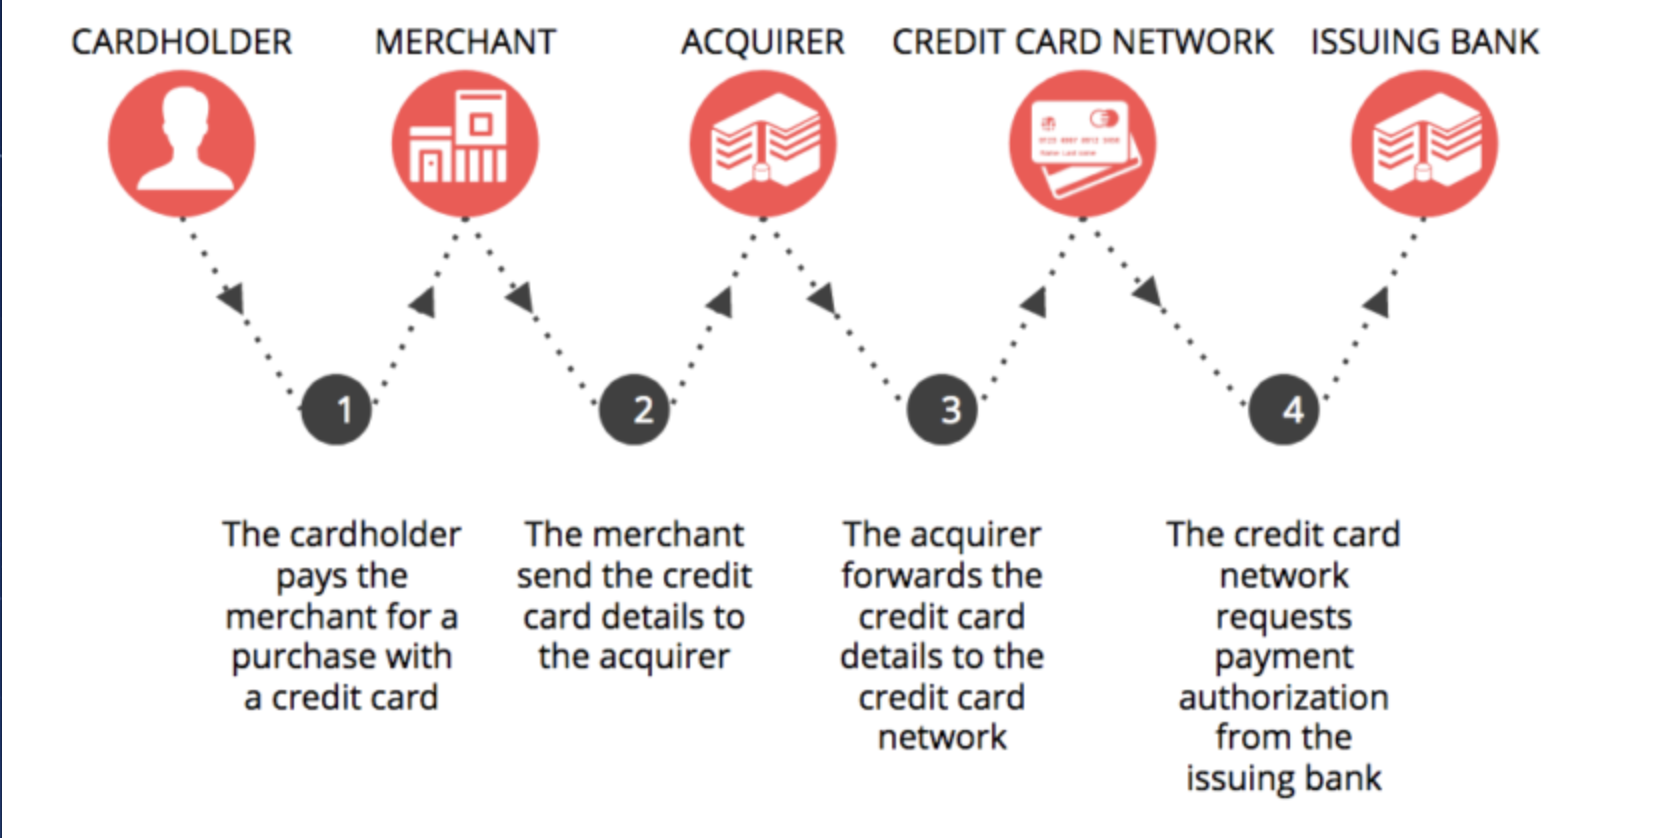 CARDHOLDER
MERCHANT
ACQUIRER
CREDIT CARD NETWORK
ISSUING BANK
1
2
3
4
The cardholder
pays the
merchant for a
purchase with
a credit card
The merchant
send the credit
card details to
the acquirer
The acquirer
forwards the
credit card
details to the
credit card
network
The credit card
network
requests
payment
authorization
from the
issuing bank